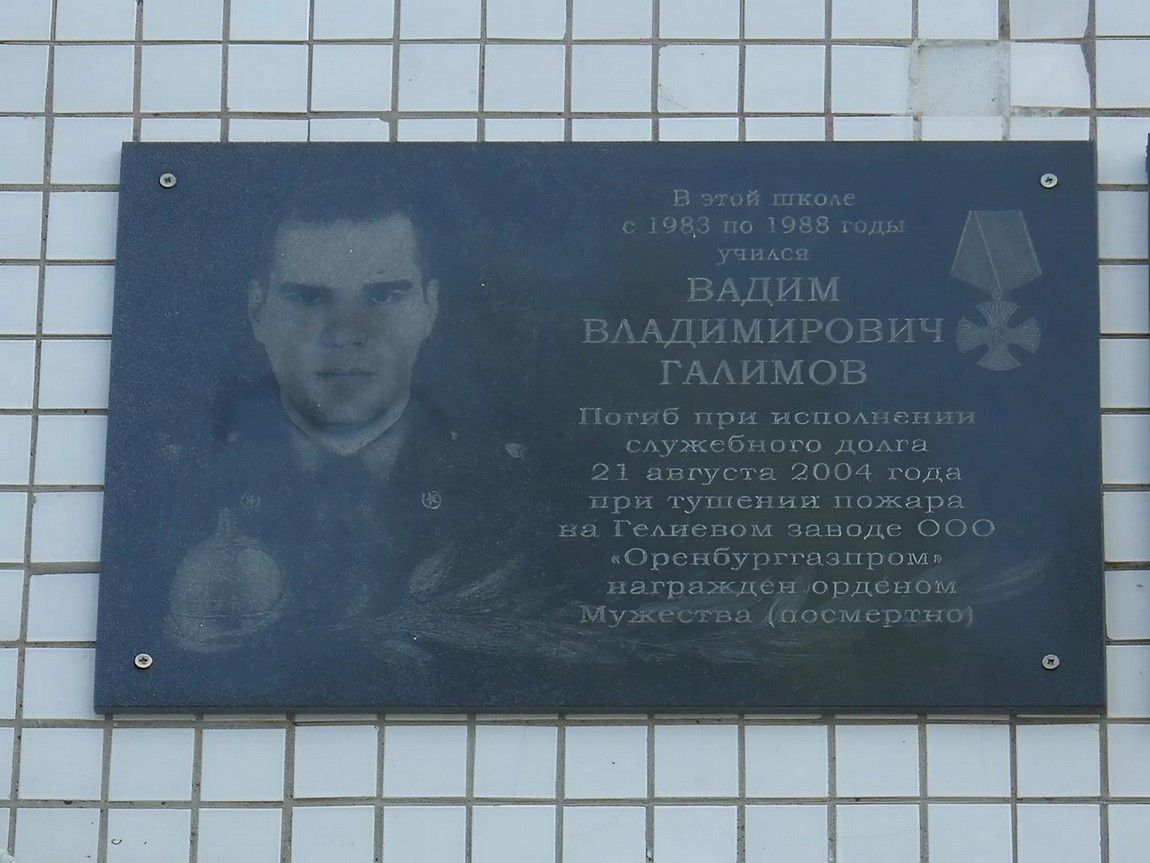 В этой школе
с 1983 по 1988 годы
учился
ВАДИМ
ВЛАДИМИРОВИЧ
ГАЛИМОВ
Погиб при исполнении
служебного долга
21 августа 2004 года
при тушении пожара
на Гелиевом заводе ООО
«Оренбурггазпром»
награжден орденом
Мужества (посмертно)